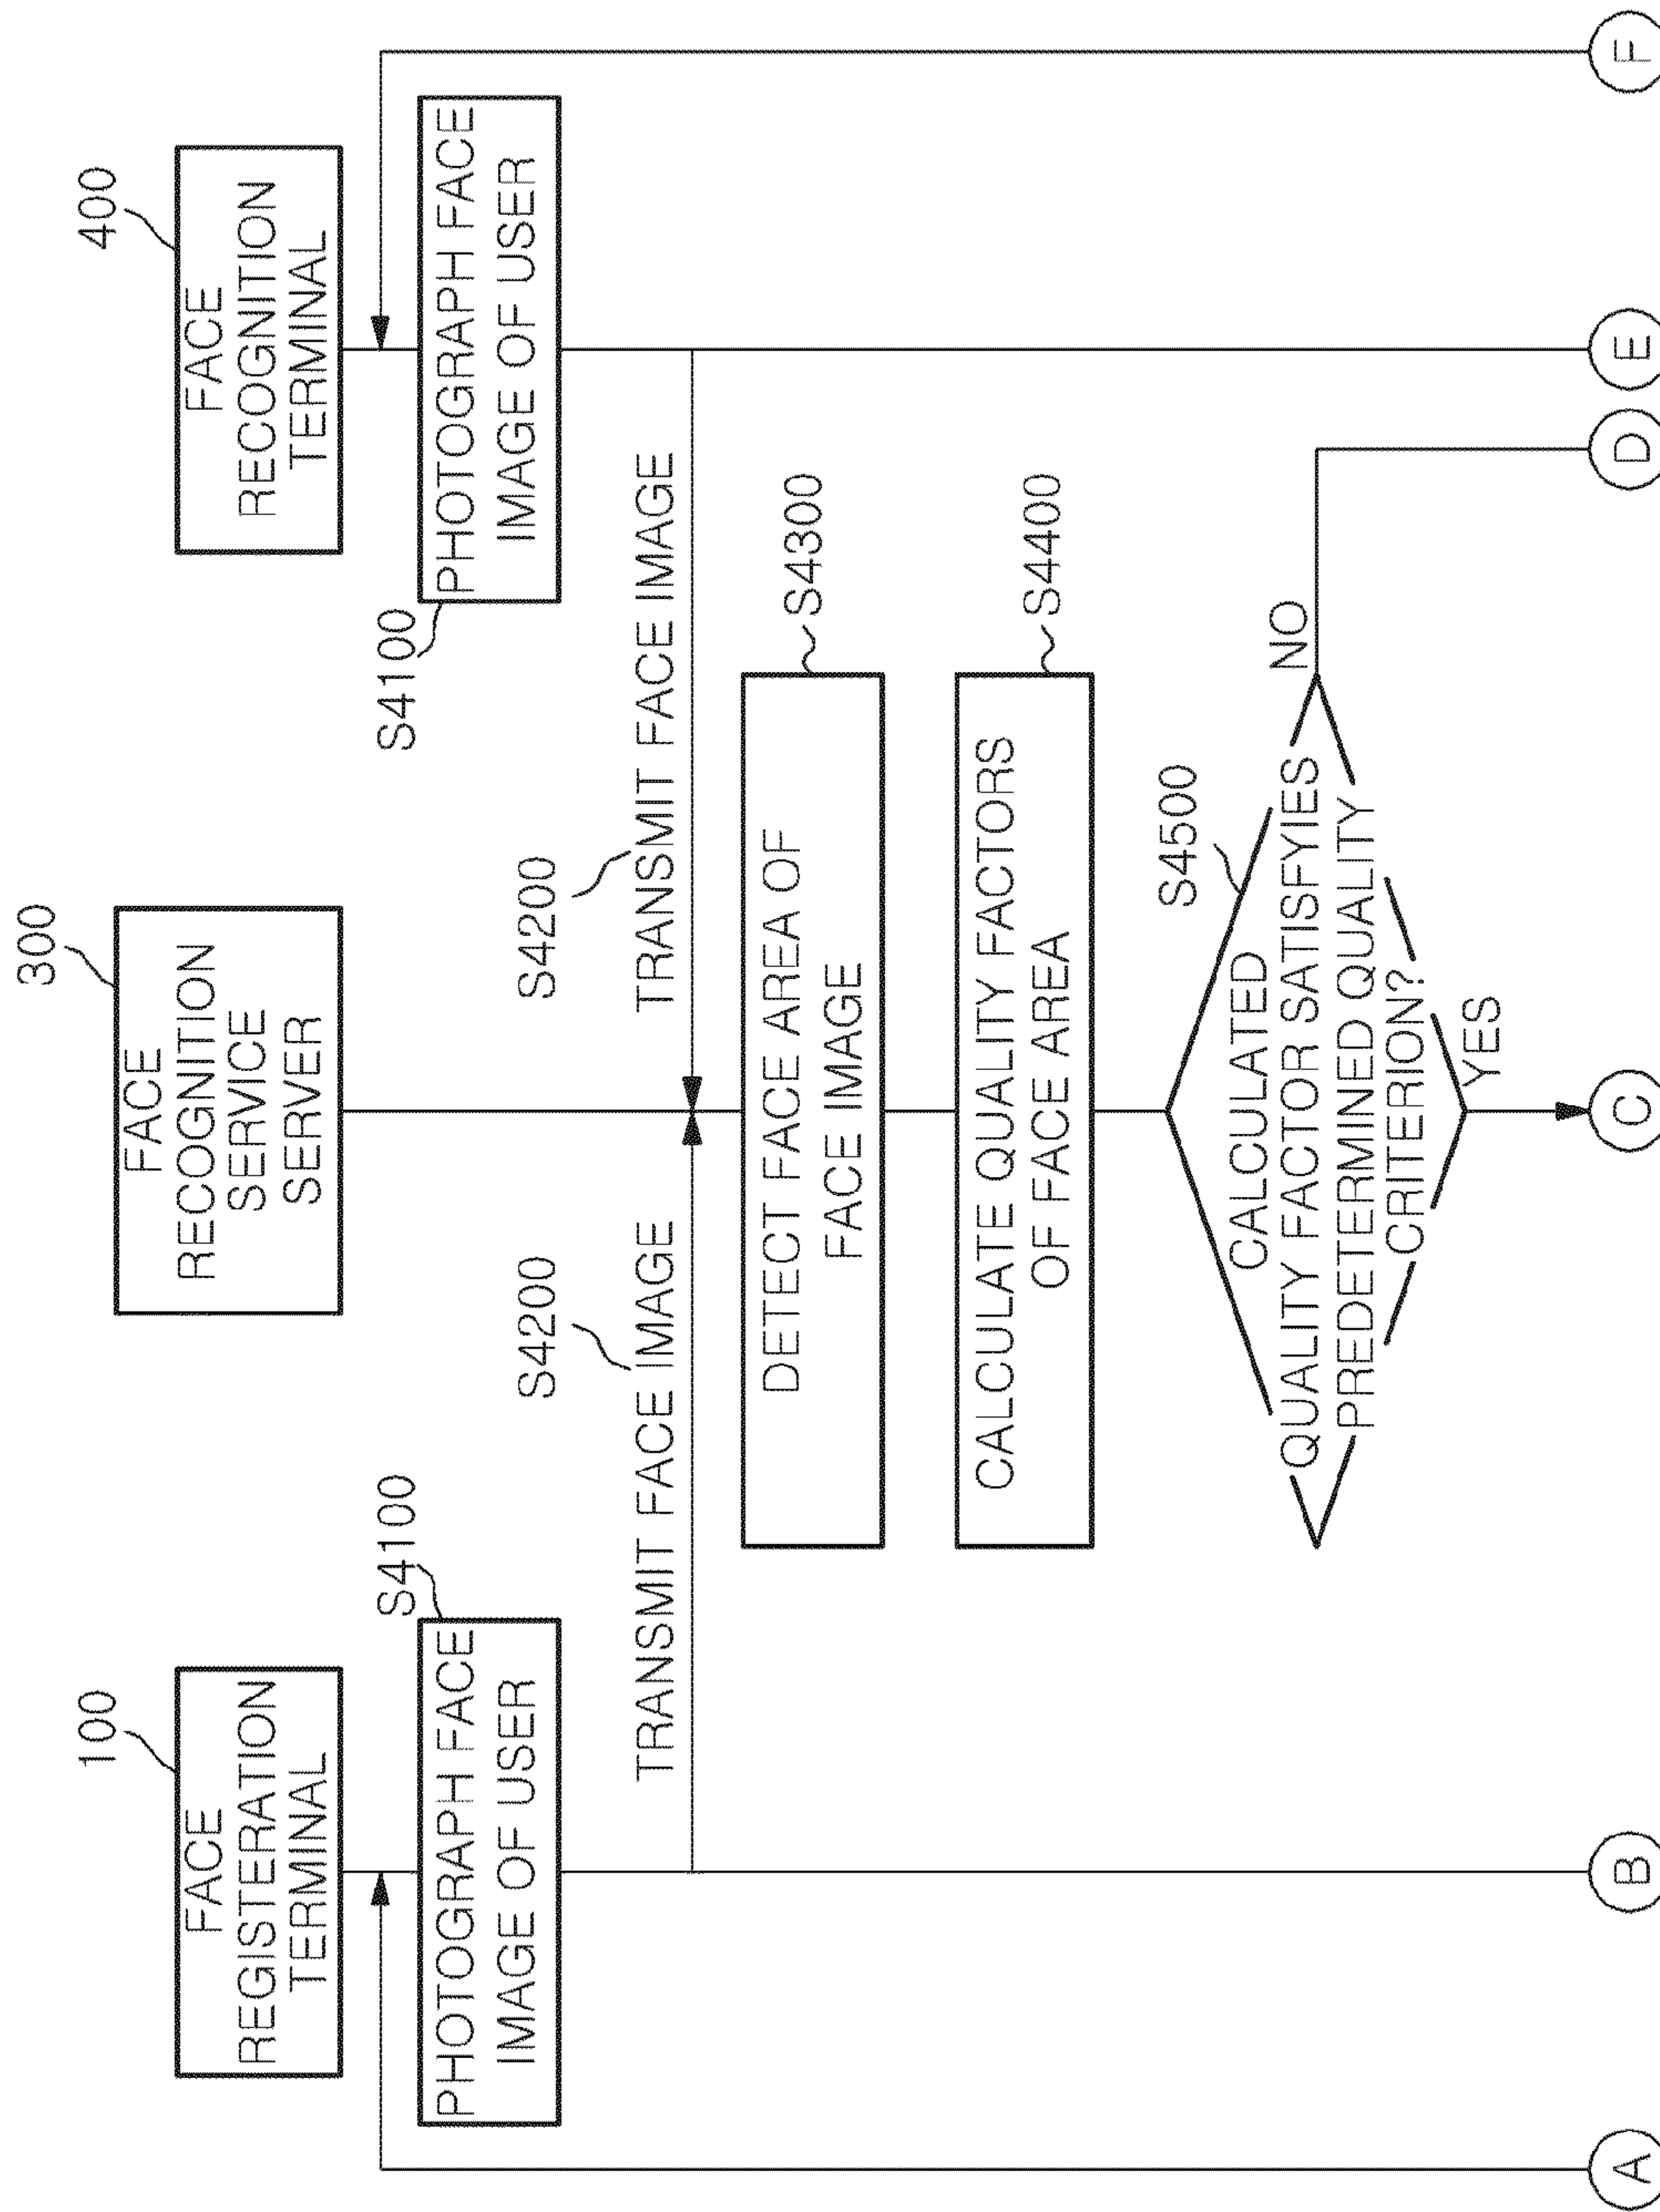 100
FACE
REGISTERATION
TERMINAL
300
FACE
RECOGNITION
SERVICE
SERVER
400
FACE
RECOGNITION
TERMINAL
S4100
PHOTOGRAPH FACE
IMAGE OF USER
S4100
PHOTOGRAPH FACE
IMAGE OF USER
S4200
TRANSMIT FACE IMAGE
S4200
TRANSMIT FACE IMAGE
DETECT FACE AREA OF
FACE IMAGE
S4300
CALCULATE QUALITY FACTORS
OF FACE AREA
S4400
S4500
CALCULATED
QUALITY FACTOR SATISFYIES
PREDETERMINED QUALITY
CRITERION?
NO
YES
A
B
C
D
E
F